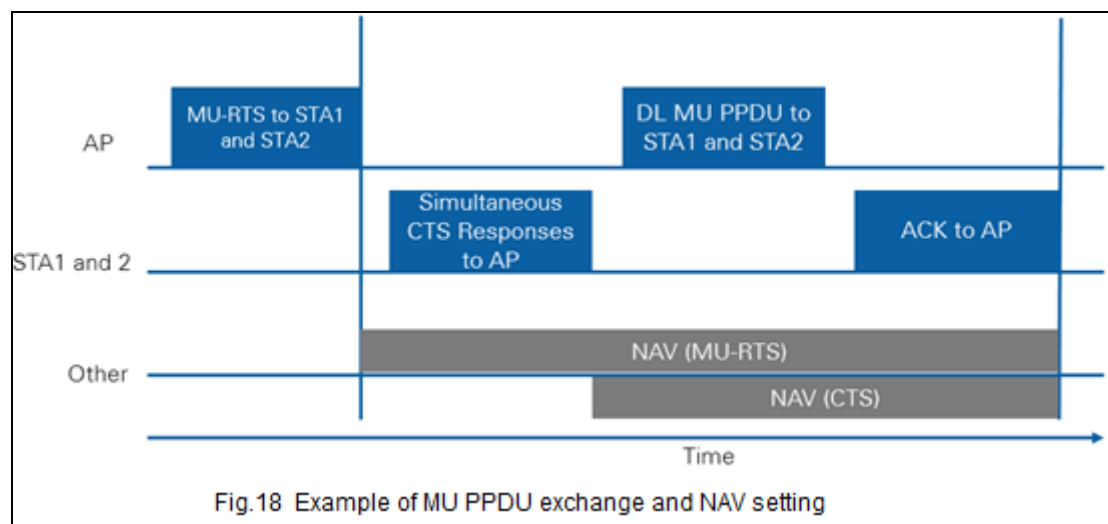 MU-RTS to STA1
and STA2
DL MU PPDU to
STA1 and STA2
AP
Simultaneous
CTS Responses
to AP
ACK to AP
STA1 and 2
NAV (MU-RTS)
Other
NAV (CTS)
Time
Fig.18 Example of MU PPDU exchange and NAV setting